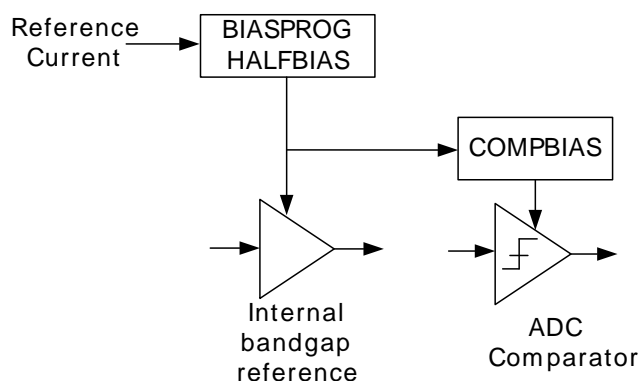 Reference
Current
BIASPROG
HALFBIAS
COMPBIAS
Internal
bandgap
reference
ADC
Comparator